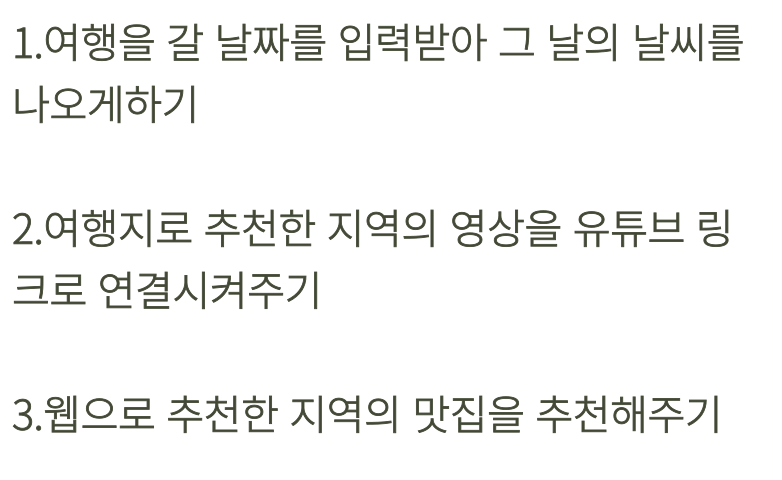 1.여행을 갈 날짜를 입력받아 그 날의 날씨를
나오게하기
2.여행지로 추천한 지역의 영상을 유튜브 링
크로 연결시켜주기
3.웹으로 추천한 지역의 맛집을 추천해주기